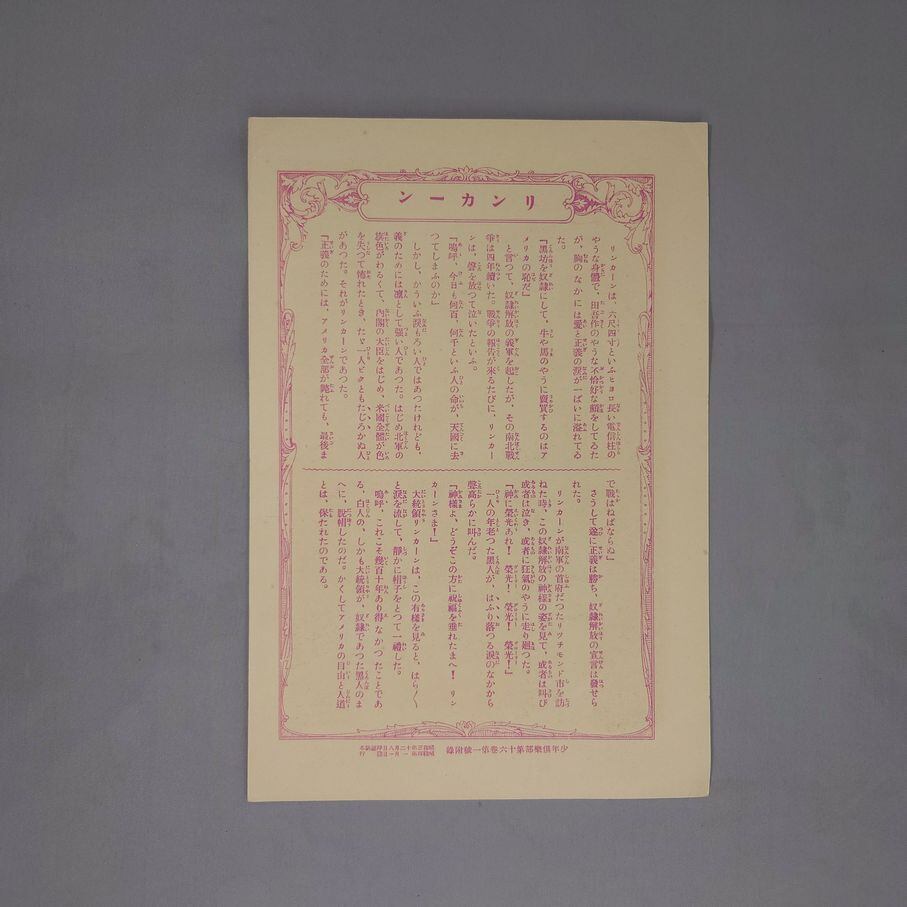 リンカーン
リンカーンは、六尺四寸といふヒヨロ長い電信柱の
やうな身體で、田吾作のやうな不恰好な顏をしてゐた
が、胸のなかには愛と正義の淚が一ぱいに溢れてゐ
た。
『黑坊を奴隷にして、牛や馬のやうに賣買するのはア
メリカの恥だ』
と言つて、奴隷解放の義軍を起したが、その南北戰
爭は四年續いた。戰爭の報告が來るたびに、リンカー
ンは、聲を放つて泣いたといふ。
『嗚呼、今日も何百、何千といふ人の命が、天國に去
つてしまふのか』
しかし、かういふ淚もろい人ではあつたけれども、
義のためには凛として强い人であつた。はじめ北軍の
旗色がわるくて、內閣の大臣をはじめ、米國全體が色
を失つて怖れたとき、たゞ一人ビクともたじろかぬ人
があつた。それがリンカーンであつた。
『正義のためには、アメリカ全部が斃れても、最後ま
で戰はねばならぬ』
さうして遂に正義は勝ち、奴隷解放の宣言は發せら
れた。
リンカーンが南軍の首府だつたリツチモンド市を訪
ねた時、この奴隷解放の神樣の姿を見て、或者は叫び
或者は泣き、或者は狂氣のやうに走り廻つた。
『神に榮光あれ！ 榮光！ 榮光！ 榮光！』
一人の年老つた黑人が、はふり落つる淚のなかから
聲高らかに叫んだ。
『神樣よ、どうぞこの方に祝福を垂れたまへ！ リン
カーンさま！』
大統領リンカーンは、この有樣を見ると、はら〱
と淚を流して、靜かに帽子をとつて一禮した。
嗚呼、これこそ幾百十年あり得なかつたことであ
る。白人の、しかも大統領が、奴隷であつた黑人のま
へに、脫帽したのだ。かくしてアメリカの自由と人道
とは、保たれたのである。
少年俱樂部第十六卷第一號附錄